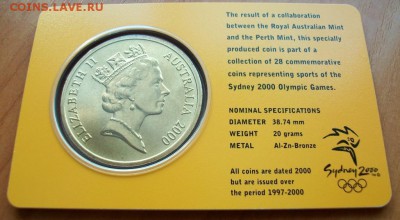 COINS.LAVE.RU
The result of a collaboration
between the Royal Australian Mint
and the Perth Mint, this specially
produced coin is part of a
collection of 28 commemorative
coins representing sports of the
Sydney 2000 Olympic Games.
ELIZABETH II AUSTRALIA 2000
NOMINAL SPECIFICATIONS
DIAMETER 38.74 mm
WEIGHT 20 grams
METAL Al-Zn-Bronze
All coins are dated 2000
but are issued over
the period 1997-2000
Sydney 2000